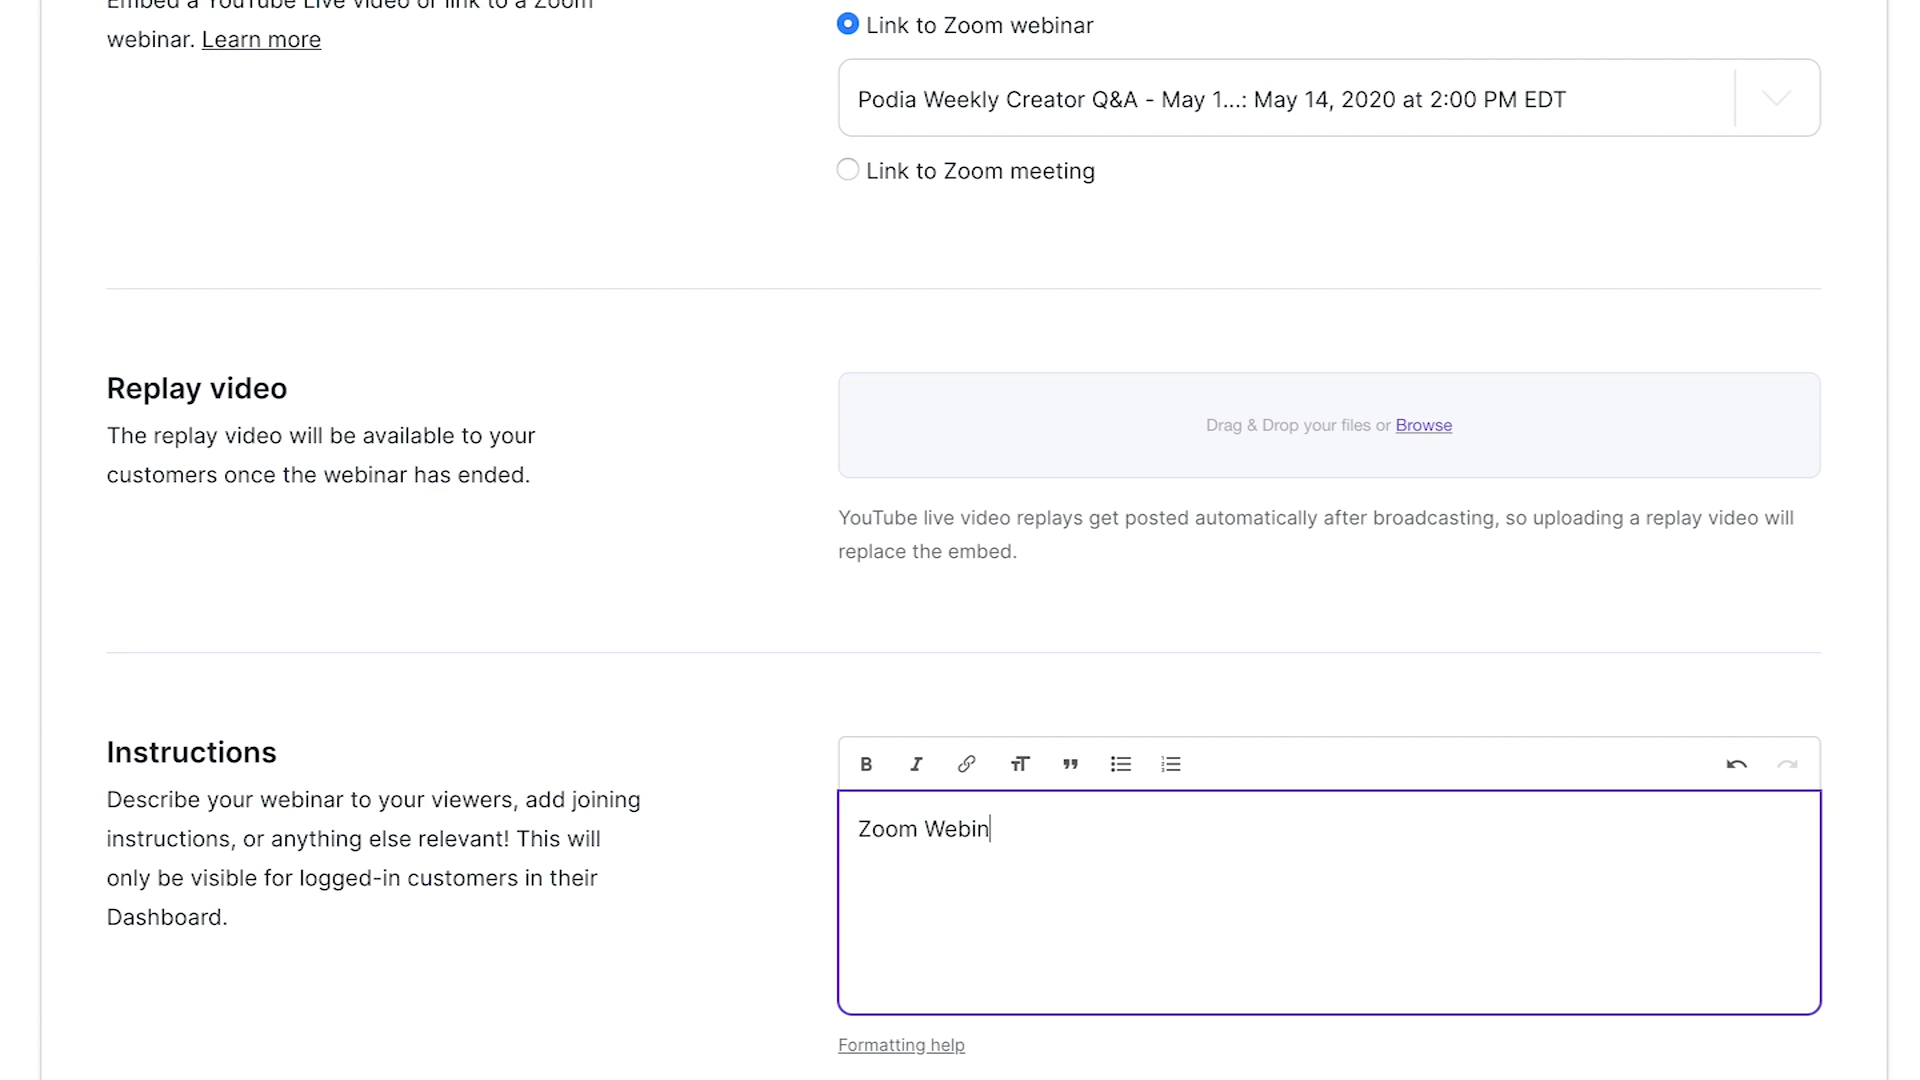 Embed a YouTube Live video or link to a Zoom
webinar. Learn more
Link to Zoom webinar
Podia Weekly Creator Q&A - May 1...: May 14, 2020 at 2:00 PM EDT
Link to Zoom meeting
Replay video
The replay video will be available to your
customers once the webinar has ended.
Drag & Drop your files or Browse
YouTube live video replays get posted automatically after broadcasting, so uploading a replay video will
replace the embed.
Instructions
Describe your webinar to your viewers, add joining
instructions, or anything else relevant! This will
only be visible for logged-in customers in their
Dashboard.
Zoom Webin
Formatting help